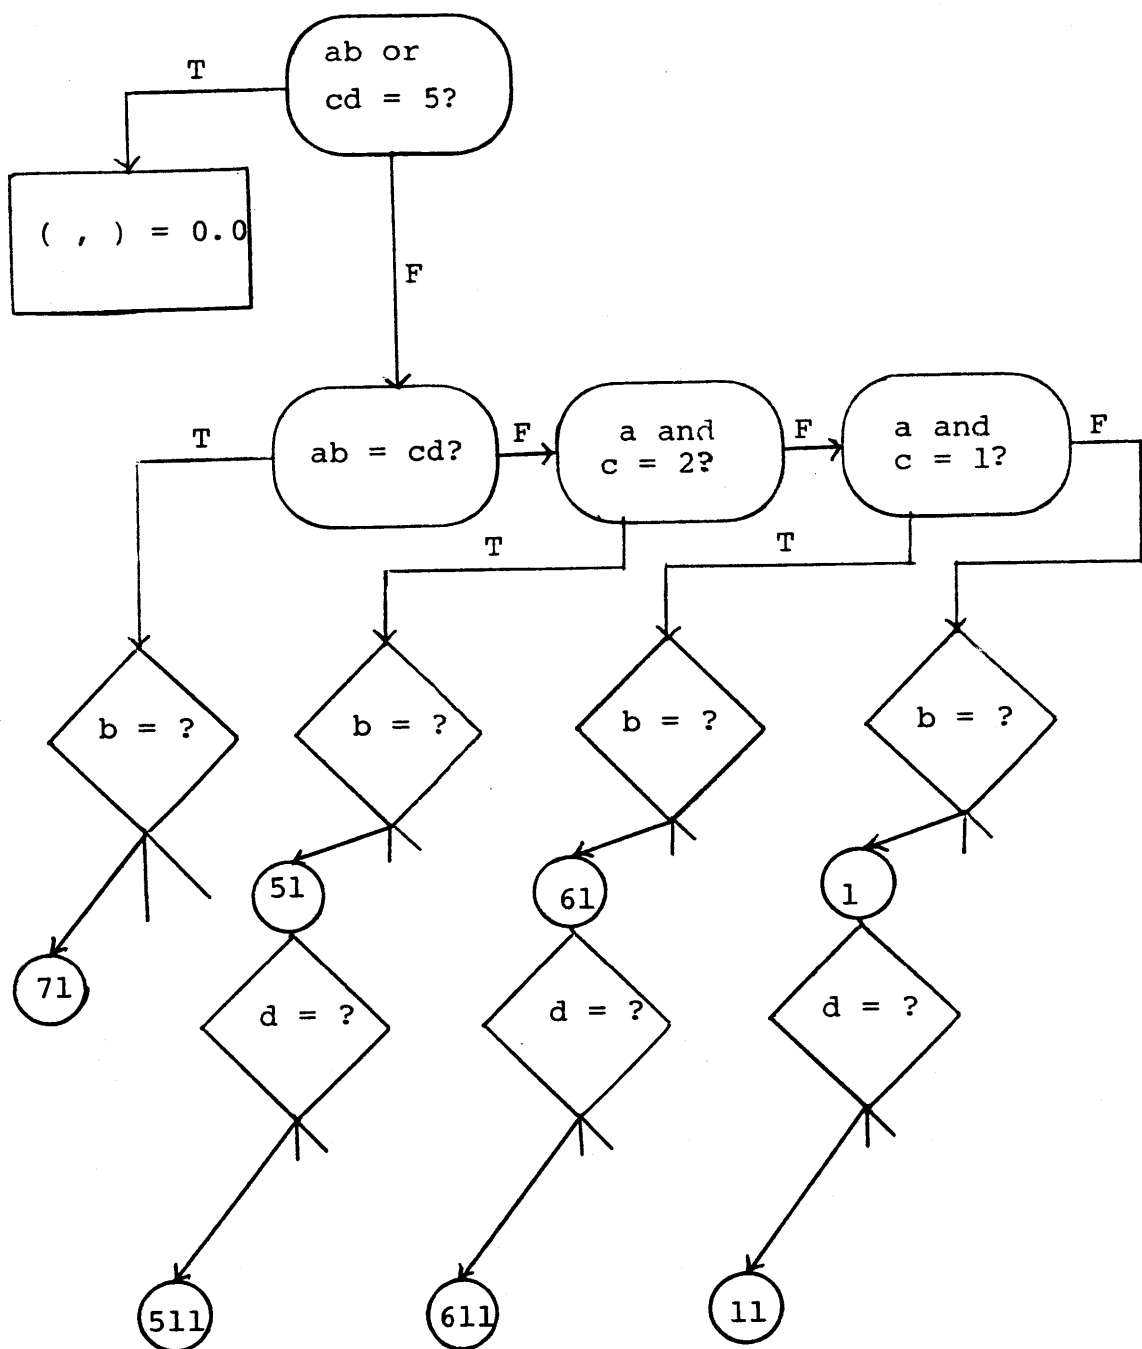 ab or
cd = 5?
T
( , ) = 0.0
F
ab = cd?
T
F
a and
c = 2?
F
a and
c = 1?
F
T
T
b = ?
b = ?
b = ?
b = ?
71
51
61
1
d = ?
d = ?
d = ?
511
611
11